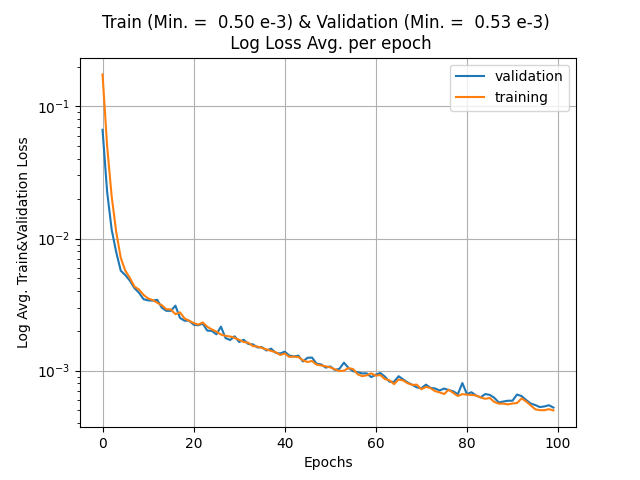 Train (Min. =  0.50 e-3) & Validation (Min. =  0.53 e-3)
Log Loss Avg. per epoch
validation
training
Log Avg. Train&Validation Loss
10⁻¹
10⁻²
10⁻³
0 20 40 60 80 100
Epochs